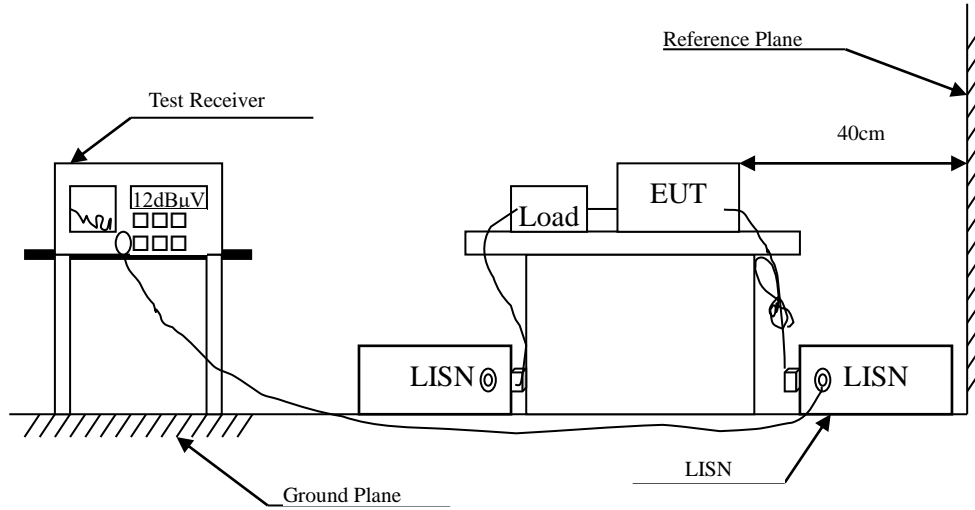 Reference Plane
Test Receiver
40cm
12dBμV
EUT
Load
LISN
LISN
LISN
Ground Plane